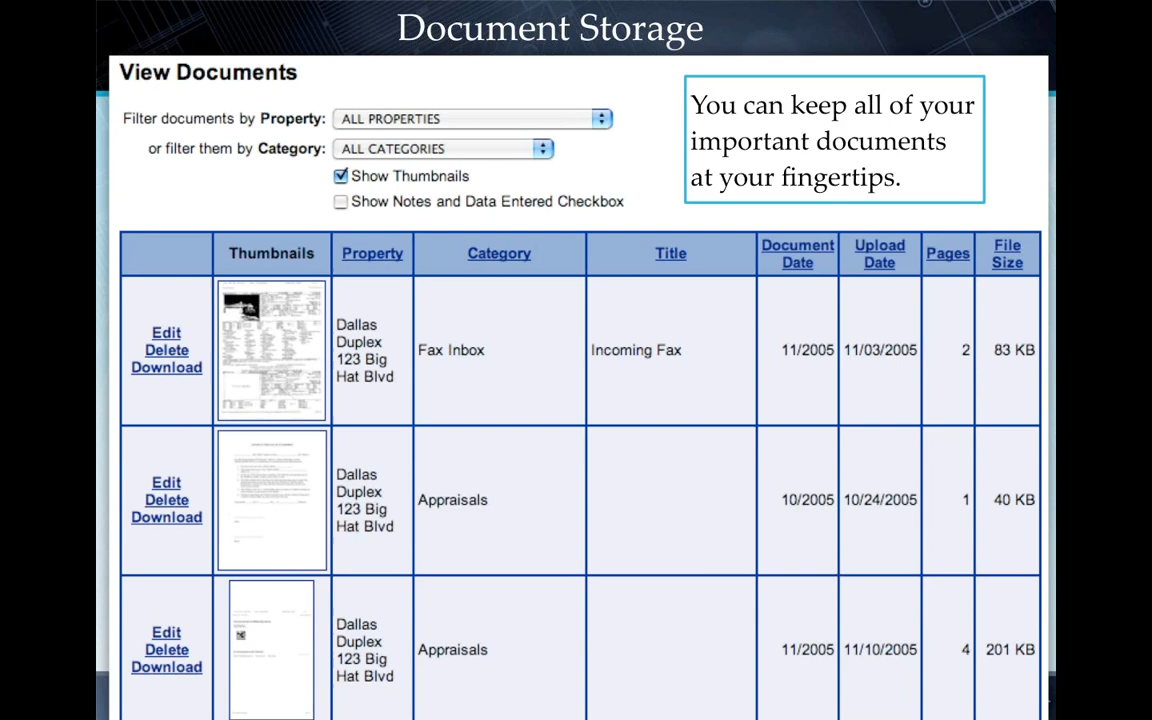 Document Storage
View Documents
You can keep all of your
important documents
at your fingertips.
Filter documents by Property: ALL PROPERTIES
or filter them by Category: ALL CATEGORIES
Show Thumbnails
Show Notes and Data Entered Checkbox
Thumbnails Property Category Title Document Date Upload Date Pages File Size
Edit
Delete
Download
Dallas
Duplex
123 Big
Hat Blvd
Fax Inbox Incoming Fax 11/2005 11/03/2005 2 83 KB
Edit
Delete
Download
Dallas
Duplex
123 Big
Hat Blvd
Appraisals 10/2005 10/24/2005 1 40 KB
Edit
Delete
Download
Dallas
Duplex
123 Big
Hat Blvd
Appraisals 11/2005 11/10/2005 4 201 KB